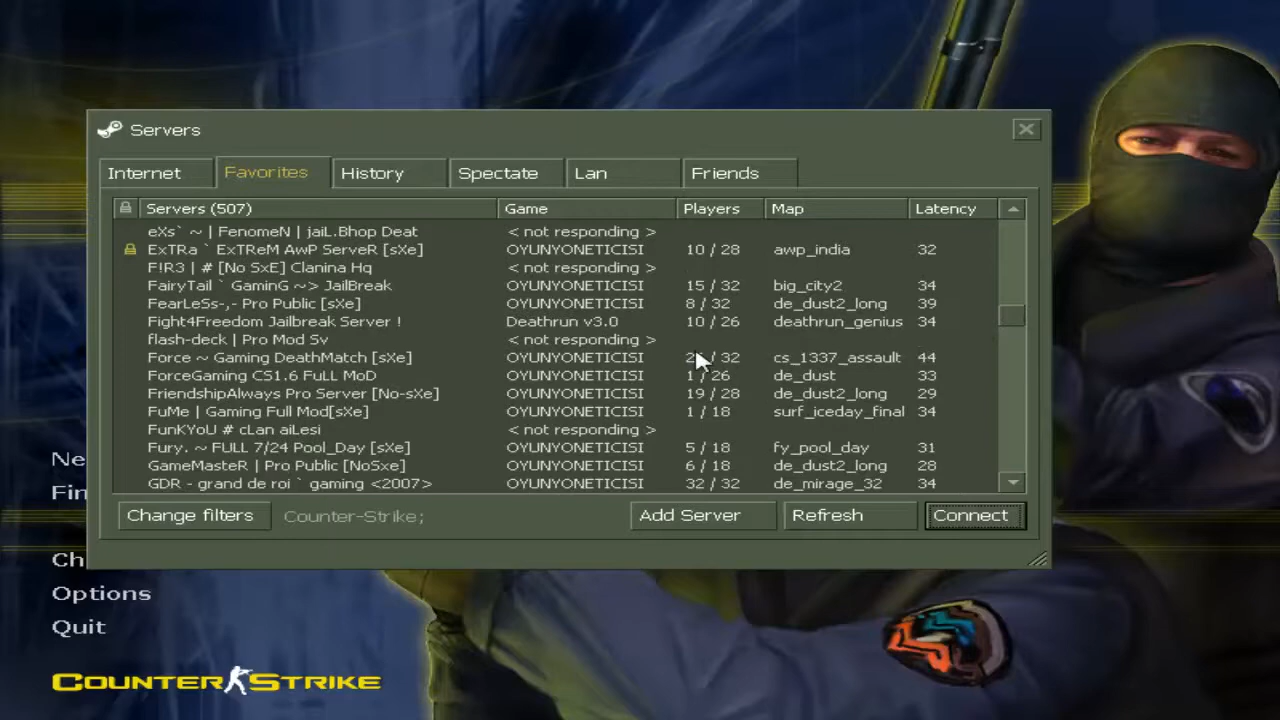 Servers
Internet Favorites History Spectate Lan Friends
Servers (507) Game Players Map Latency
eXs` ~ | FenomeN | jaiL.Bhop Deat < not responding >
ExTRa ` ExTReM AwP ServeR [sXe] OYUNYONETICISI 10 / 28 awp_india 32
F!R3 | # [No SxE] Clanina Hq < not responding >
FairyTail ` GaminG ~> JailBreak OYUNYONETICISI 15 / 32 big_city2 34
FearLeSs-,- Pro Public [sXe] OYUNYONETICISI 8 / 32 de_dust2_long 39
Fight4Freedom Jailbreak Server ! Deathrun v3.0 10 / 26 deathrun_genius 34
flash-deck | Pro Mod Sv < not responding >
Force ~ Gaming DeathMatch [sXe] OYUNYONETICISI / 32 cs_1337_assault 44
ForceGaming CS1.6 FuLL MoD OYUNYONETICISI 1 / 26 de_dust 33
FriendshipAlways Pro Server [No-sXe] OYUNYONETICISI 19 / 28 de_dust2_long 29
FuMe | Gaming Full Mod[sXe] OYUNYONETICISI 1 / 18 surf_iceday_final 34
FunKYoU # cLan aiLesi < not responding >
Fury. ~ FULL 7/24 Pool_Day [sXe] OYUNYONETICISI 5 / 18 fy_pool_day 31
GameMasteR | Pro Public [NoSxe] OYUNYONETICISI 6 / 18 de_dust2_long 28
GDR - grand de roi ` gaming <2007> OYUNYONETICISI 32 / 32 de_mirage_32 34
Change filters Counter-Strike; Add Server Refresh Connect
Ne
Fin
Ch
Options
Quit
COUNTER STRIKE